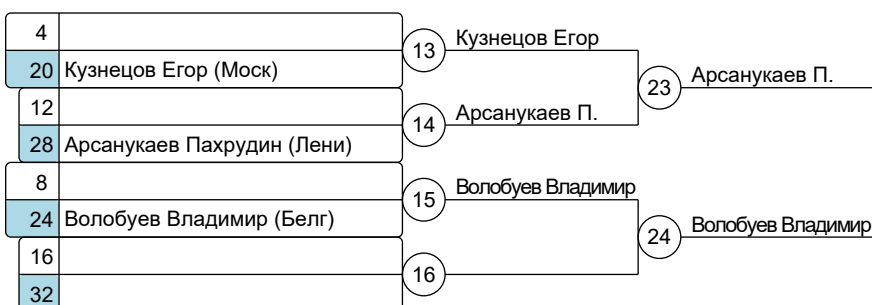 4
13 Кузнецов Егор
20 Кузнецов Егор (Моск)
23 Арсанукаев П.
12
14 Арсанукаев П.
28 Арсанукаев Пахрудин (Лени)
8
15 Волобуев Владимир
24 Волобуев Владимир (Белг)
24 Волобуев Владимир
16
16
32